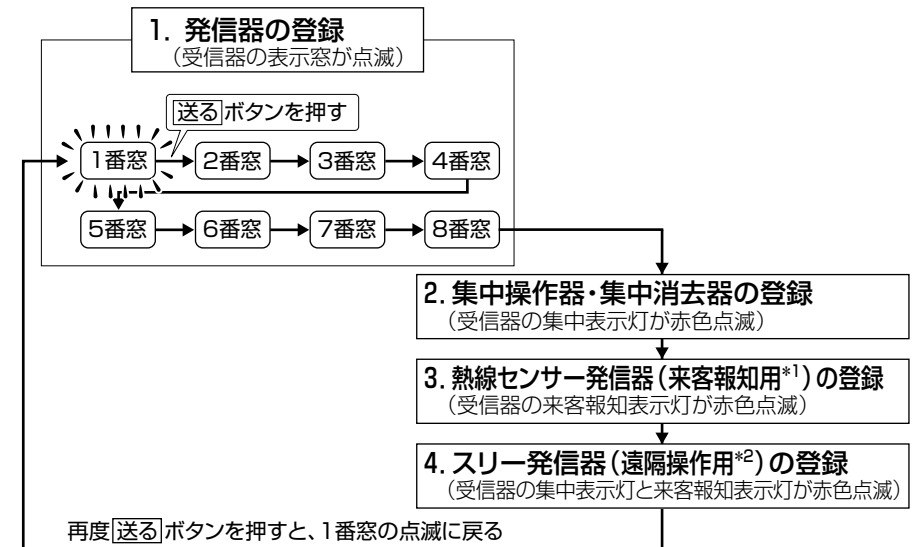 1. 発信器の登録
（受信器の表示窓が点滅）
送るボタンを押す
1番窓 2番窓 3番窓 4番窓
5番窓 6番窓 7番窓 8番窓
2. 集中操作器・集中消去器の登録
（受信器の集中表示灯が赤色点滅）
3. 熱線センサー発信器（来客報知用*1）の登録
（受信器の来客報知表示灯が赤色点滅）
4. スリー発信器（遠隔操作用*2）の登録
（受信器の集中表示灯と来客報知表示灯が赤色点滅）
再度送るボタンを押すと、1番窓の点滅に戻る